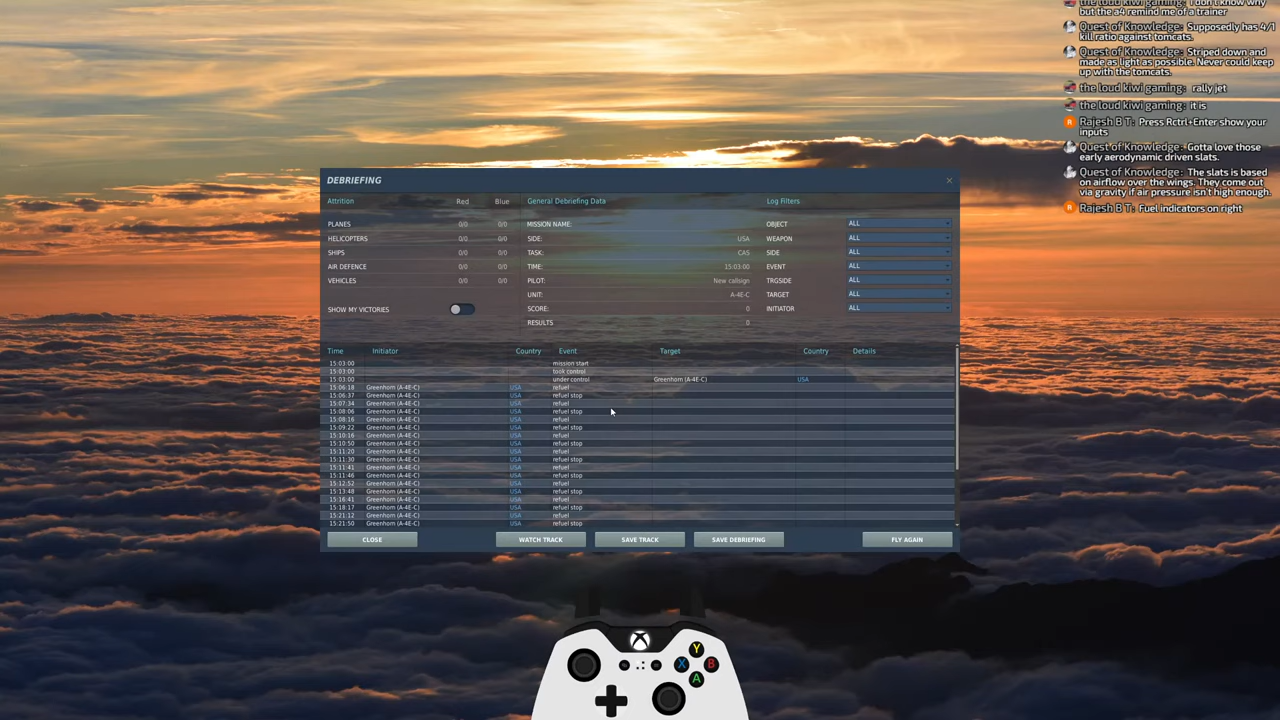 the loud kiwi gaming: I don't know why
but the a4 remind me of a trainer
Quest of Knowledge: Supposedly has 4/1
kill ratio against tomcats.
Quest of Knowledge: Striped down and
made as light as possible. Never could keep
up with the tomcats.
the loud kiwi gaming: rally jet
the loud kiwi gaming: it is
R Rajesh B T: Press Rctrl+Enter show your
inputs
Quest of Knowledge: Gotta love those
early aerodynamic driven slats.
Quest of Knowledge: The slats is based
on airflow over the wings. They come out
via gravity if air pressure isn't high enough.
R Rajesh B T: Fuel indicators on right
DEBRIEFING ×
Attrition Red Blue General Debriefing Data Log Filters
PLANES 0/0 0/0 MISSION NAME: OBJECT ALL
HELICOPTERS 0/0 0/0 SIDE: USA WEAPON ALL
SHIPS 0/0 0/0 TASK: CAS SIDE ALL
AIR DEFENCE 0/0 0/0 TIME: 15:03:00 EVENT ALL
VEHICLES 0/0 0/0 PILOT: New callsign TRGSIDE ALL
UNIT: A-4E-C TARGET ALL
SHOW MY VICTORIES SCORE: 0 INITIATOR ALL
RESULTS 0
Time Initiator Country Event Target Country Details
15:03:00 mission start
15:03:00 took control
15:03:00 under control Greenhorn (A-4E-C) USA
15:06:18 Greenhorn (A-4E-C) USA refuel
15:06:37 Greenhorn (A-4E-C) USA refuel stop
15:07:34 Greenhorn (A-4E-C) USA refuel
15:08:06 Greenhorn (A-4E-C) USA refuel stop
15:08:16 Greenhorn (A-4E-C) USA refuel
15:09:22 Greenhorn (A-4E-C) USA refuel stop
15:10:16 Greenhorn (A-4E-C) USA refuel
15:10:50 Greenhorn (A-4E-C) USA refuel stop
15:11:20 Greenhorn (A-4E-C) USA refuel
15:11:30 Greenhorn (A-4E-C) USA refuel stop
15:11:41 Greenhorn (A-4E-C) USA refuel
15:11:46 Greenhorn (A-4E-C) USA refuel stop
15:12:52 Greenhorn (A-4E-C) USA refuel
15:13:48 Greenhorn (A-4E-C) USA refuel stop
15:16:41 Greenhorn (A-4E-C) USA refuel
15:18:17 Greenhorn (A-4E-C) USA refuel stop
15:21:12 Greenhorn (A-4E-C) USA refuel
15:21:50 Greenhorn (A-4E-C) USA refuel stop
CLOSE WATCH TRACK SAVE TRACK SAVE DEBRIEFING FLY AGAIN
Y
X B
A